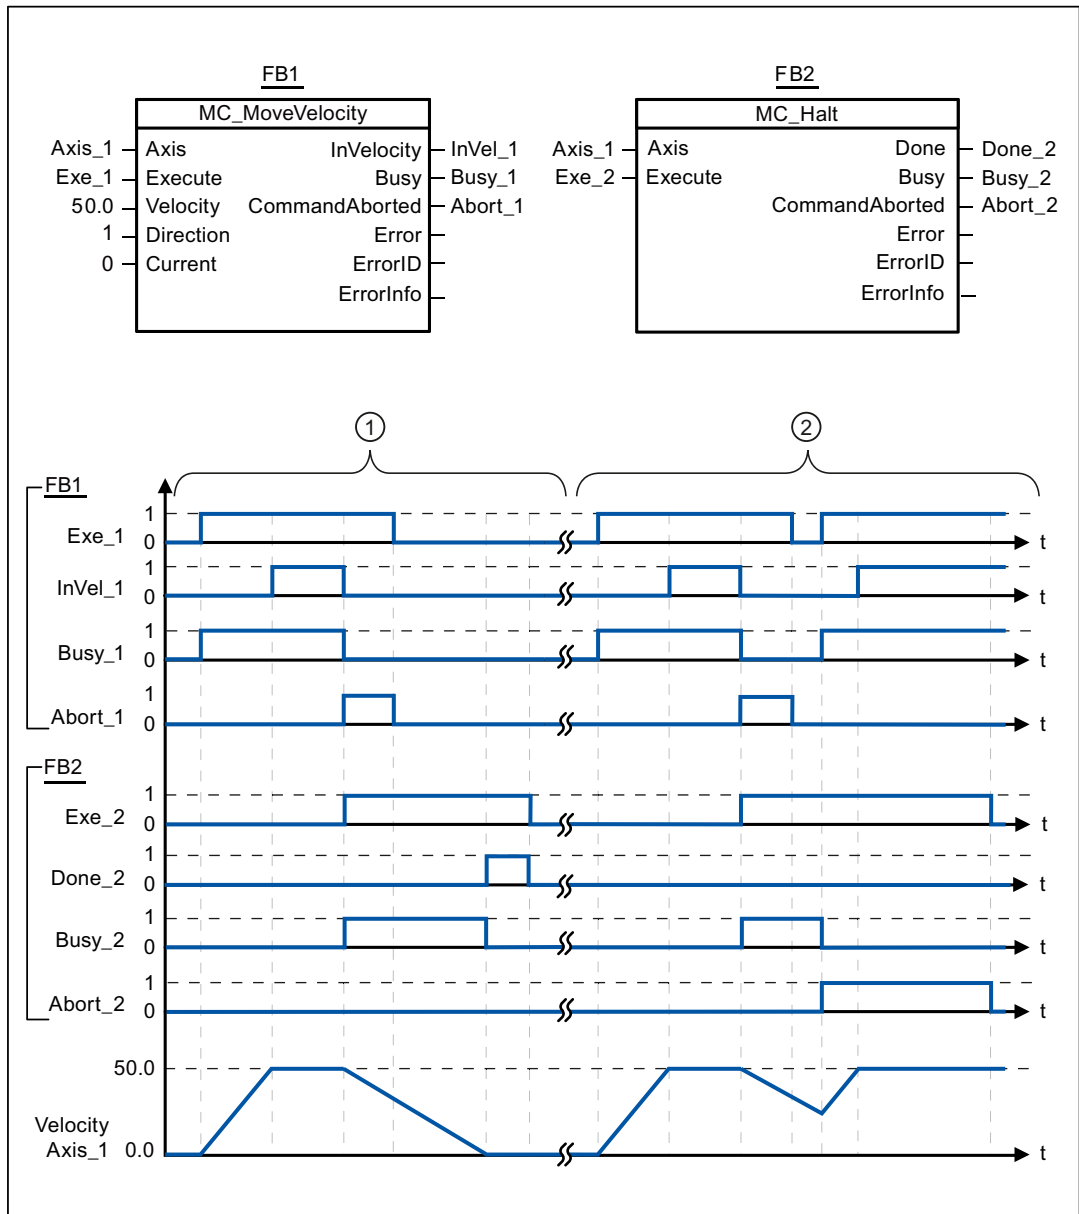 FB1 FB2
MC_MoveVelocity MC_Halt
Axis_1 Axis InVelocity InVel_1 Axis_1 Axis Done Done_2
Exe_1 Execute Busy Busy_1 Exe_2 Execute Busy Busy_2
50.0 Velocity CommandAborted Abort_1 CommandAborted Abort_2
1 Direction Error Error
0 Current ErrorID ErrorID
ErrorInfo ErrorInfo
1 2
FB1
1
Exe_1 0 t
1
InVel_1 0 t
1
Busy_1 0 t
1
Abort_1 0 t
FB2
1
Exe_2 0 t
1
Done_2 0 t
1
Busy_2 0 t
1
Abort_2 0 t
50.0
Velocity
Axis_1 0.0 t